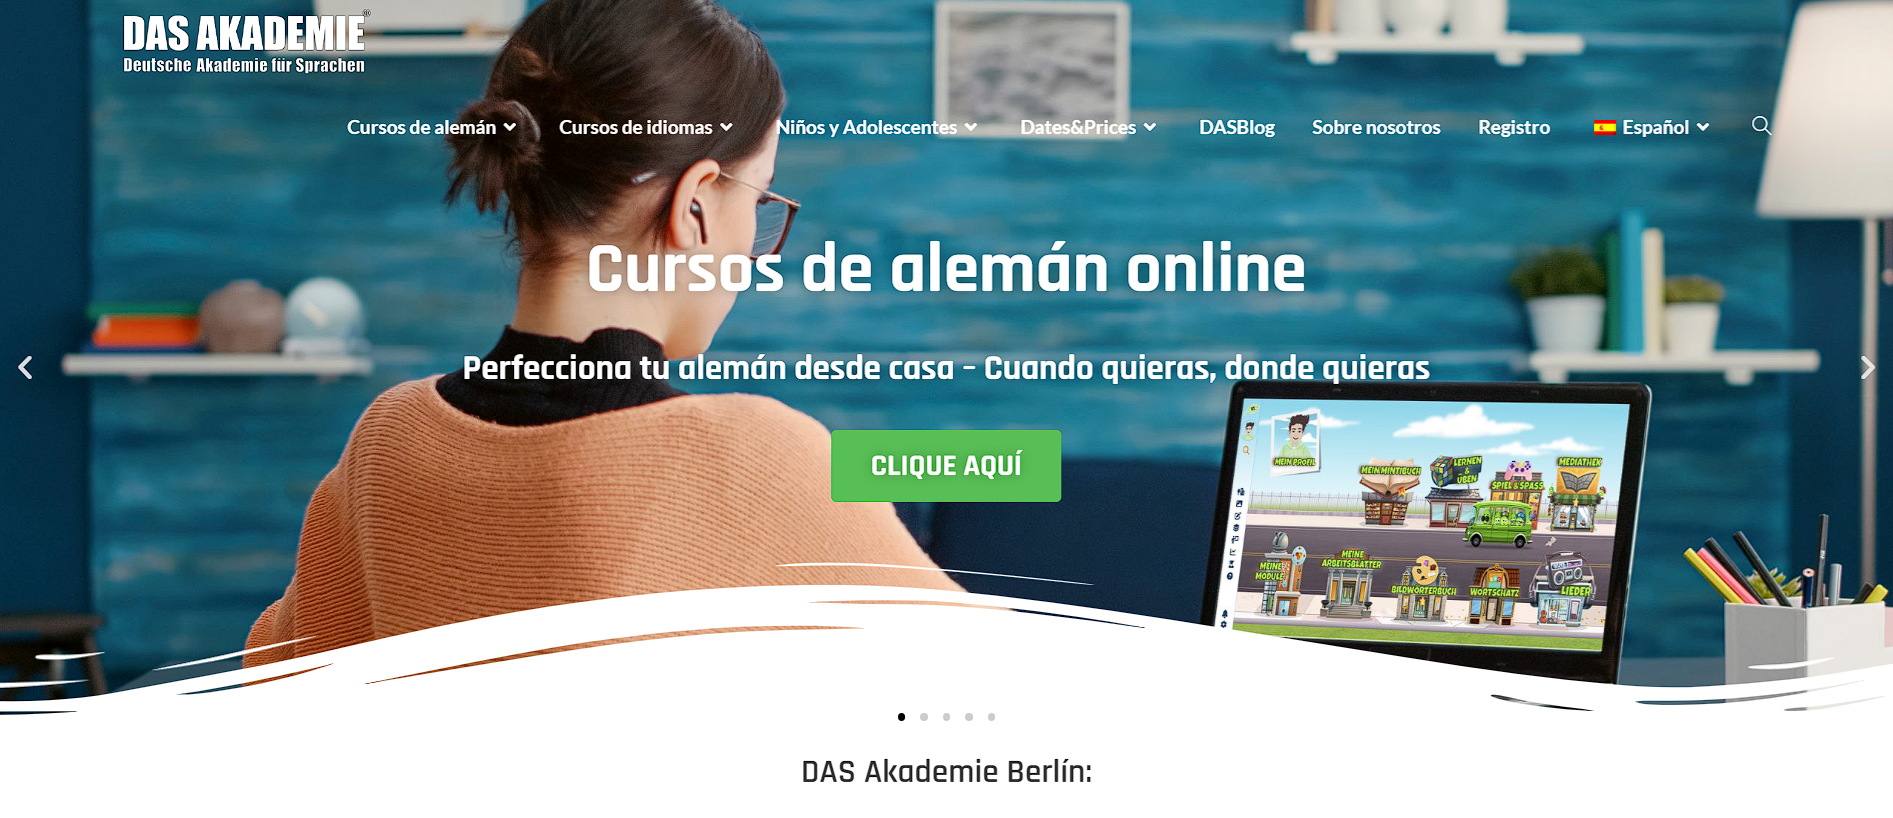 DAS AKADEMIE®
Deutsche Akademie für Sprachen
Cursos de alemán
Cursos de idiomas
Niños y Adolescentes
Dates&Prices
DASBlog
Sobre nosotros
Registro
Español
Cursos de alemán online
Perfecciona tu alemán desde casa – Cuando quieras, donde quieras
CLIQUE AQUÍ
MEIN PROFIL
MEIN MINTIBUCH
LERNEN
&
ÜBEN
SPIEL & SPASS
MEDIATHEK
MEINE
MODULE
MEINE
ARBEITSBLÄTTER
BILDWÖRTERBUCH
WORTSCHATZ
LIEDER
DAS Akademie Berlín: